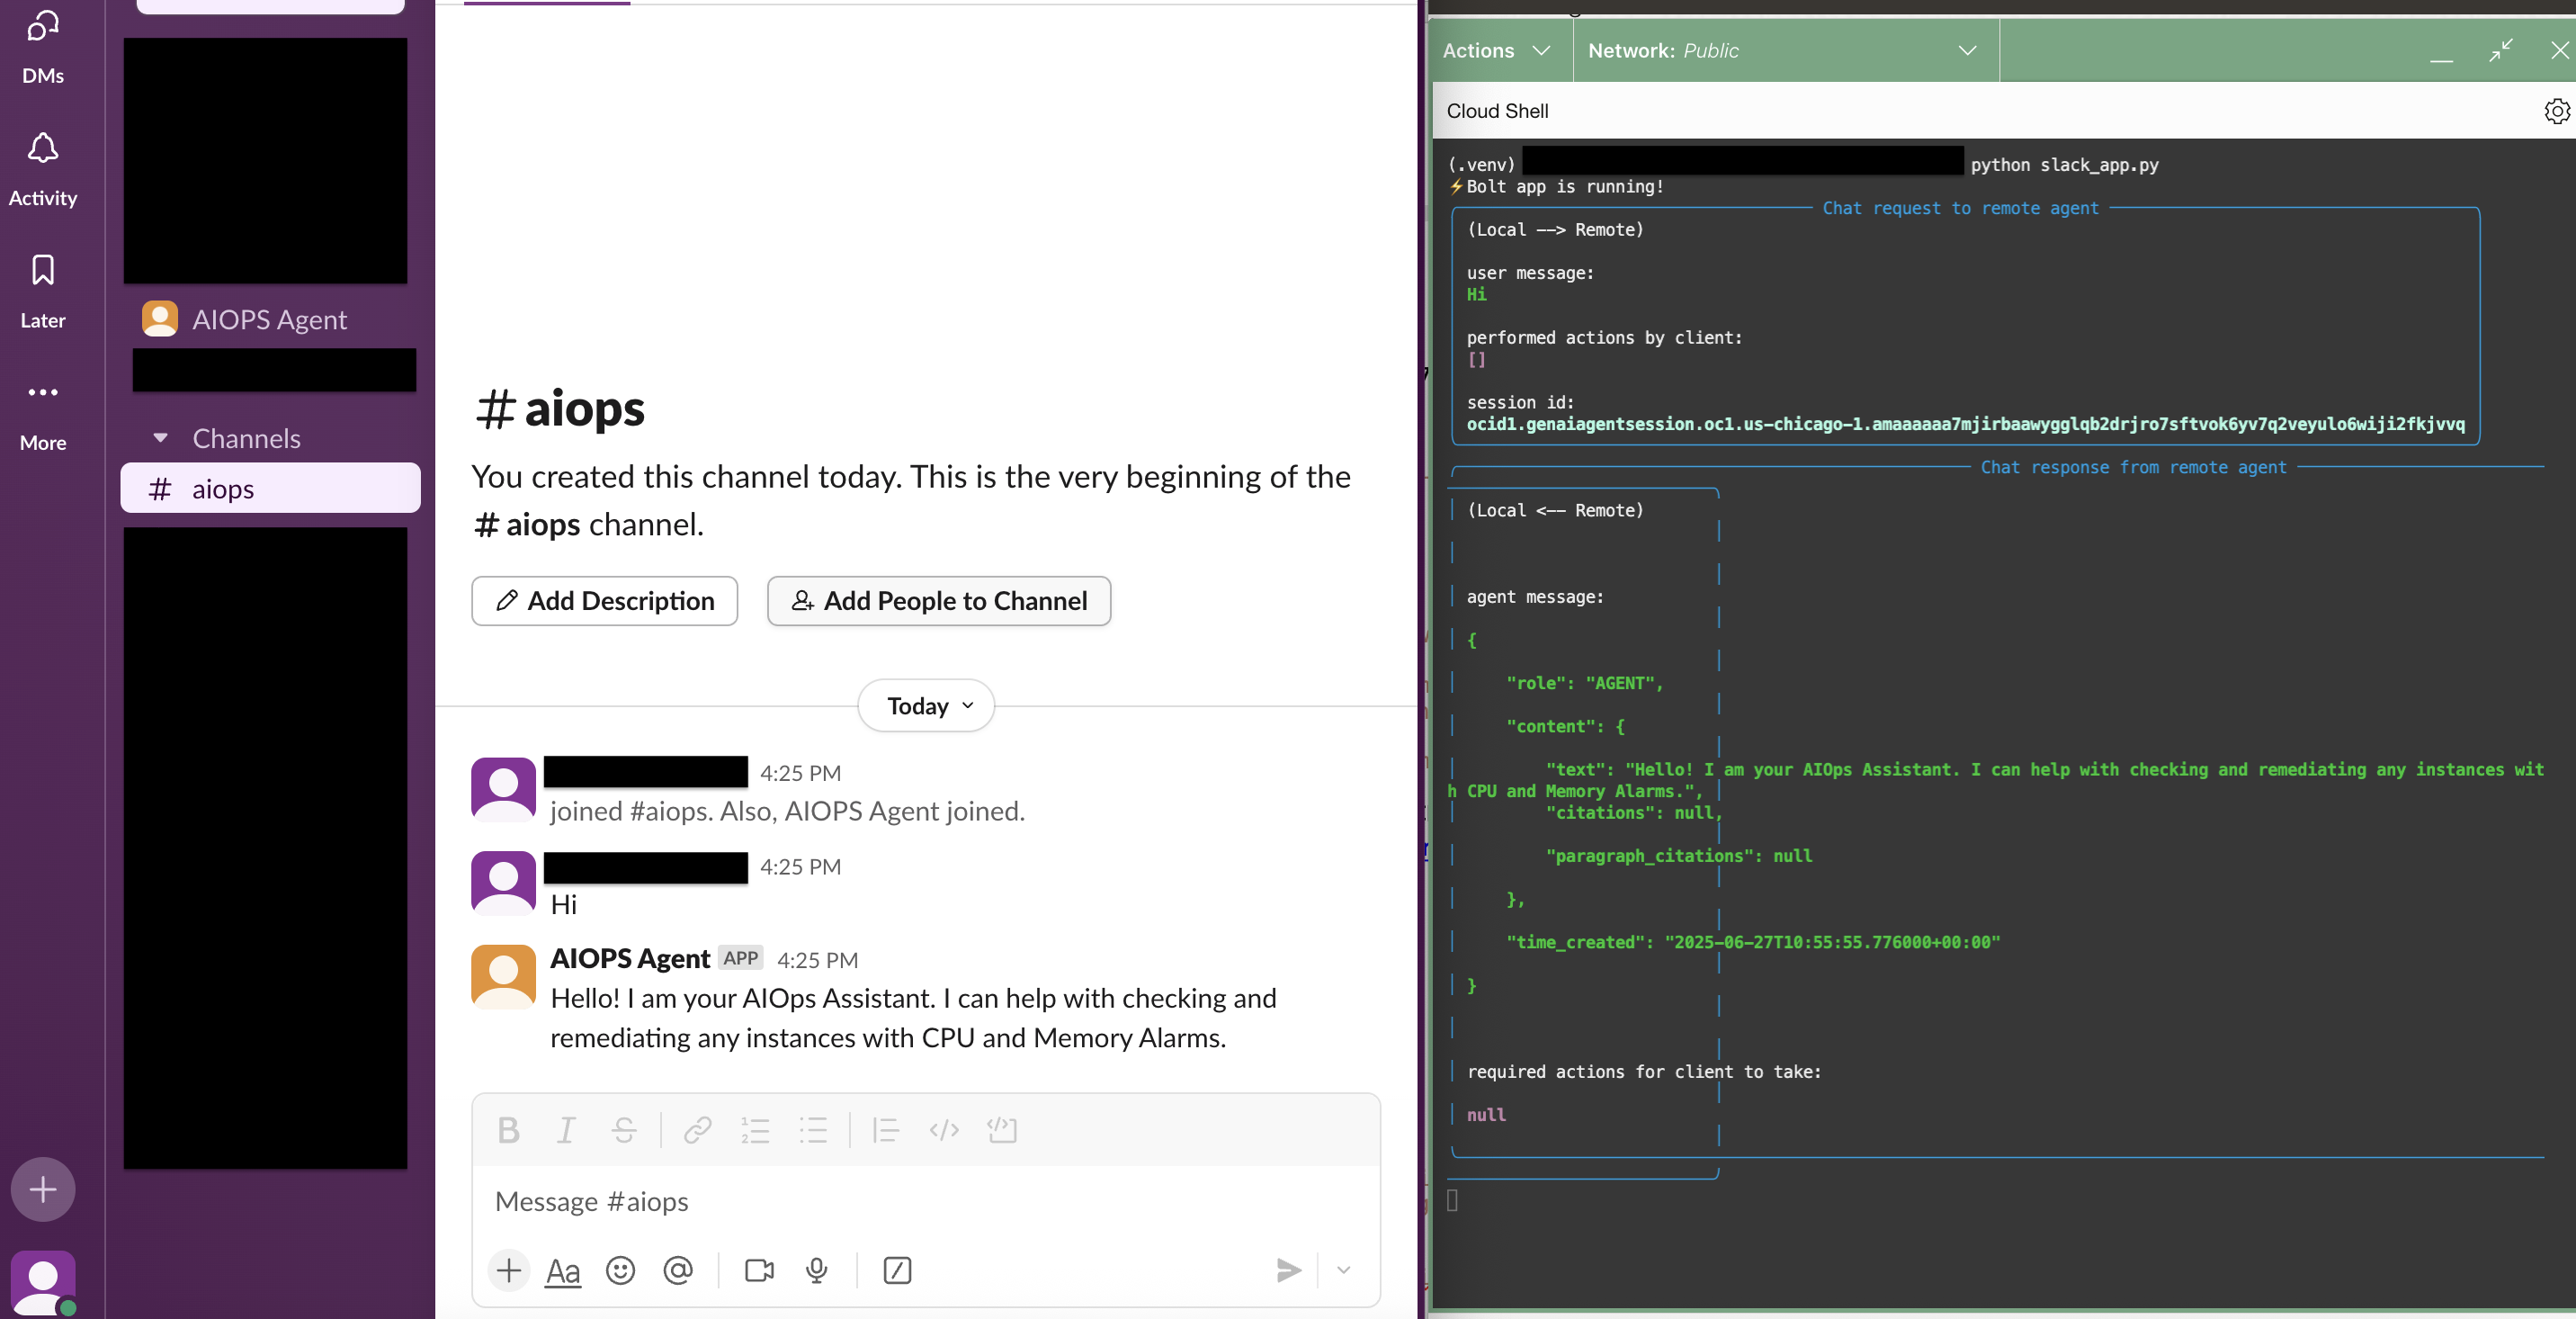 DMs
Activity
Later
More
AIOPS Agent
Channels
# aiops
# aiops
You created this channel today. This is the very beginning of the
# aiops channel.
Add Description
Add People to Channel
Today
4:25 PM
joined #aiops. Also, AIOPS Agent joined.
4:25 PM
Hi
AIOPS Agent APP 4:25 PM
Hello! I am your AIOps Assistant. I can help with checking and
remediating any instances with CPU and Memory Alarms.
Message #aiops
Aa
Actions
Network: Public
Cloud Shell
(.venv) python slack_app.py
⚡Bolt app is running!
Chat request to remote agent
(Local --> Remote)
user message:
Hi
performed actions by client:
[]
session id:
ocid1.genaiagentsession.oc1.us-chicago-1.amaaaaaa7mjirbaawygglqb2drjro7sftvok6yv7q2veyulo6wiji2fkjvvq
Chat response from remote agent
(Local <-- Remote)
agent message:
{
"role": "AGENT",
"content": {
"text": "Hello! I am your AIOps Assistant. I can help with checking and remediating any instances wit
h CPU and Memory Alarms.",
"citations": null,
"paragraph_citations": null
},
"time_created": "2025-06-27T10:55:55.776000+00:00"
}
required actions for client to take:
null